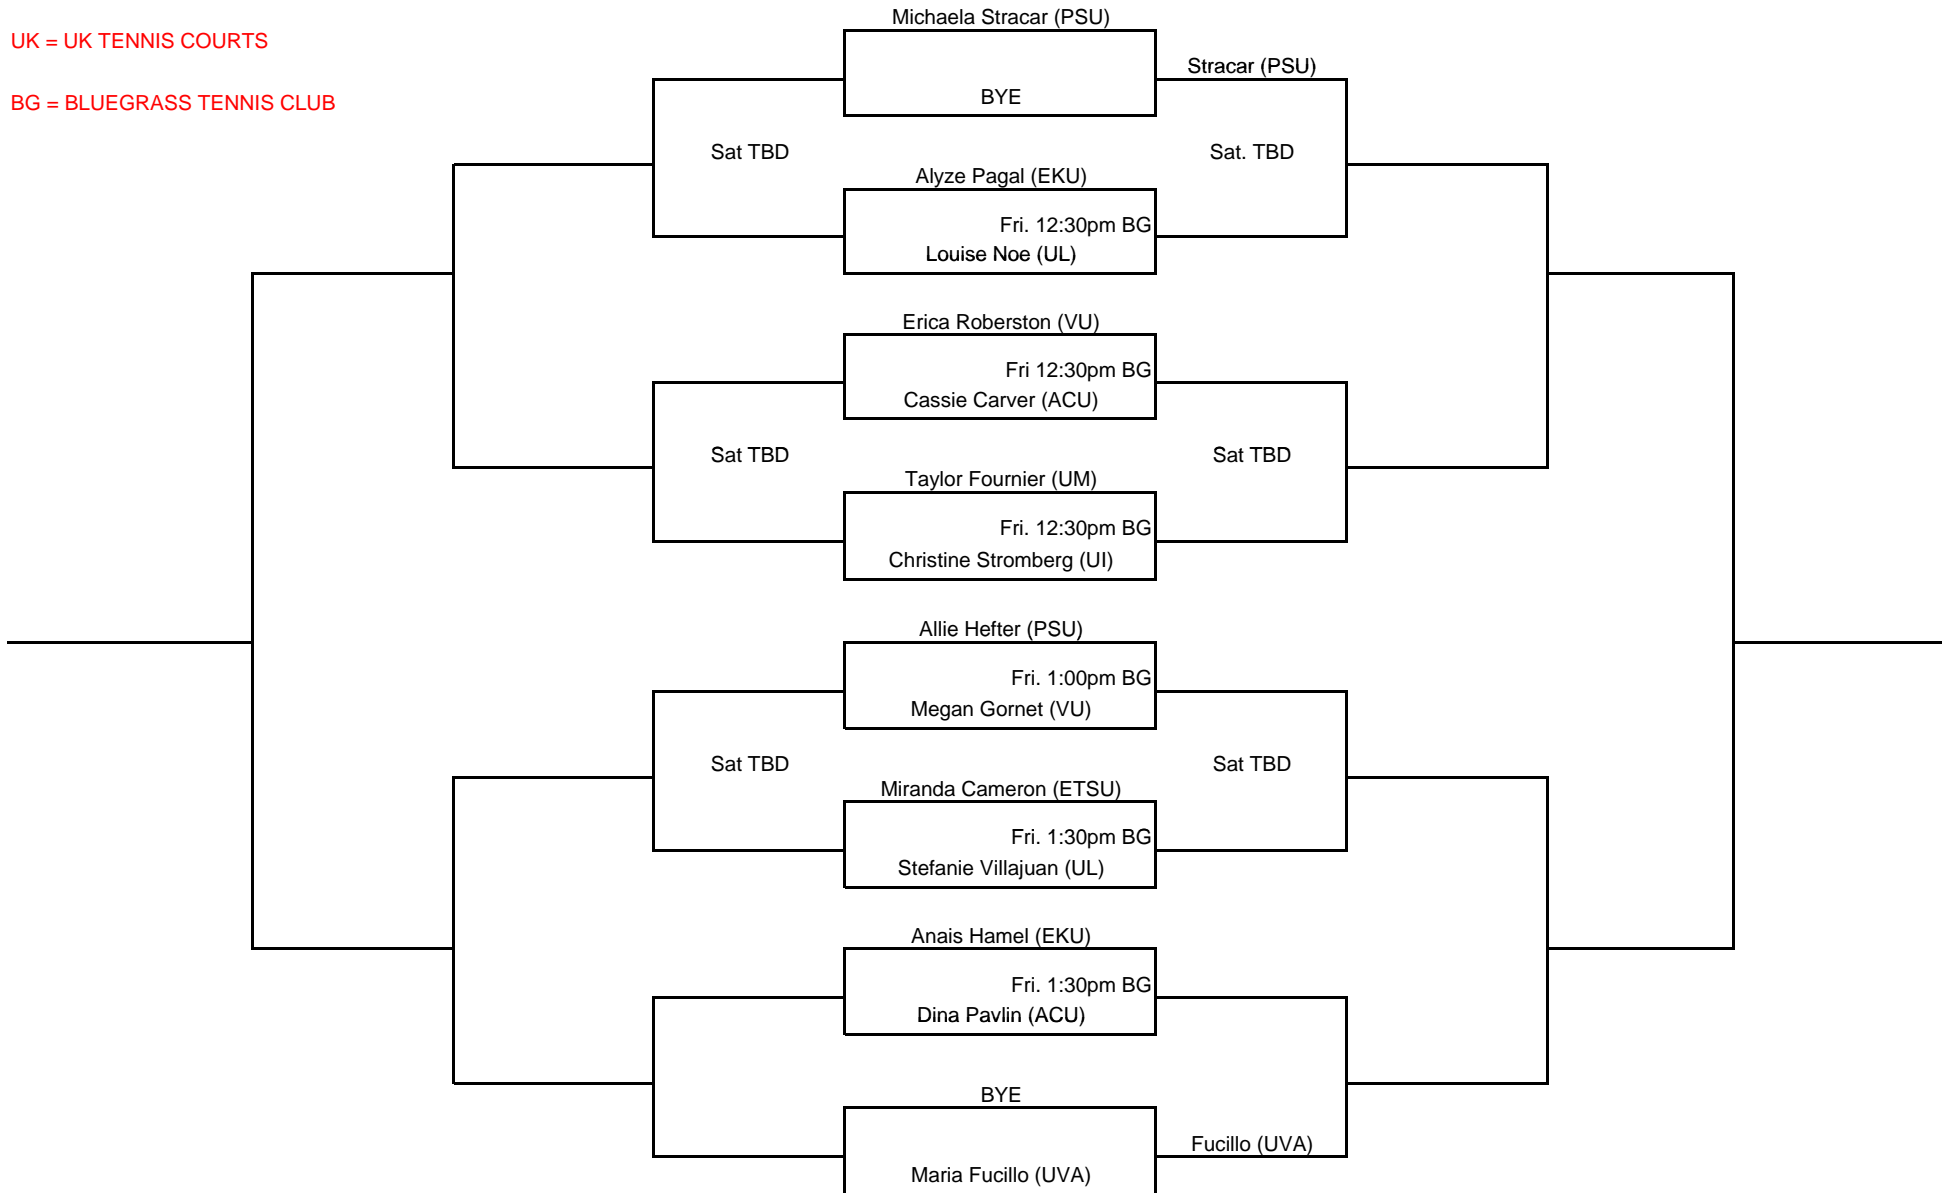 Michaela Stracar (PSU)
UK = UK TENNIS COURTS
Stracar (PSU)
BG = BLUEGRASS TENNIS CLUB
BYE
Sat TBD
Sat. TBD
Alyze Pagal (EKU)
Fri. 12:30pm BG
Louise Noe (UL)
Erica Roberston (VU)
Fri 12:30pm BG
Cassie Carver (ACU)
Sat TBD
Sat TBD
Taylor Fournier (UM)
Fri. 12:30pm BG
Christine Stromberg (UI)
Allie Hefter (PSU)
Fri. 1:00pm BG
Megan Gornet (VU)
Sat TBD
Sat TBD
Miranda Cameron (ETSU)
Fri. 1:30pm BG
Stefanie Villajuan (UL)
Anais Hamel (EKU)
Fri. 1:30pm BG
Dina Pavlin (ACU)
BYE
Fucillo (UVA)
Maria Fucillo (UVA)